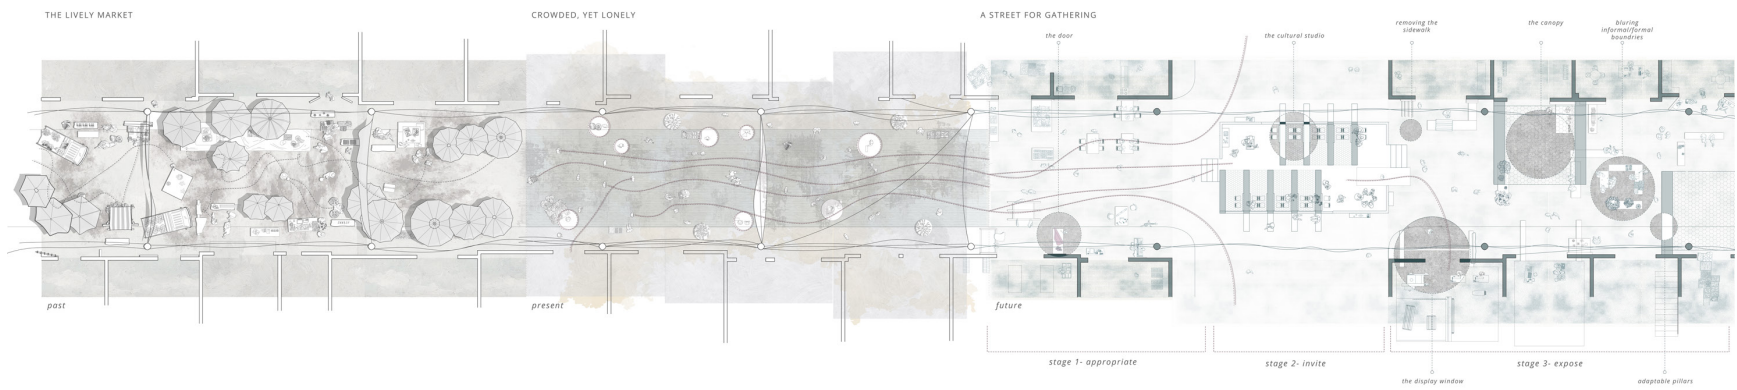 THE LIVELY MARKET
CROWDED, YET LONELY
A STREET FOR GATHERING
the door
the cultural studio
removing the
sidewalk
the canopy
bluring
informal/formal
boundries
past
present
future
stage 1- appropriate
stage 2- invite
stage 3- expose
the display window
adaptable pillars